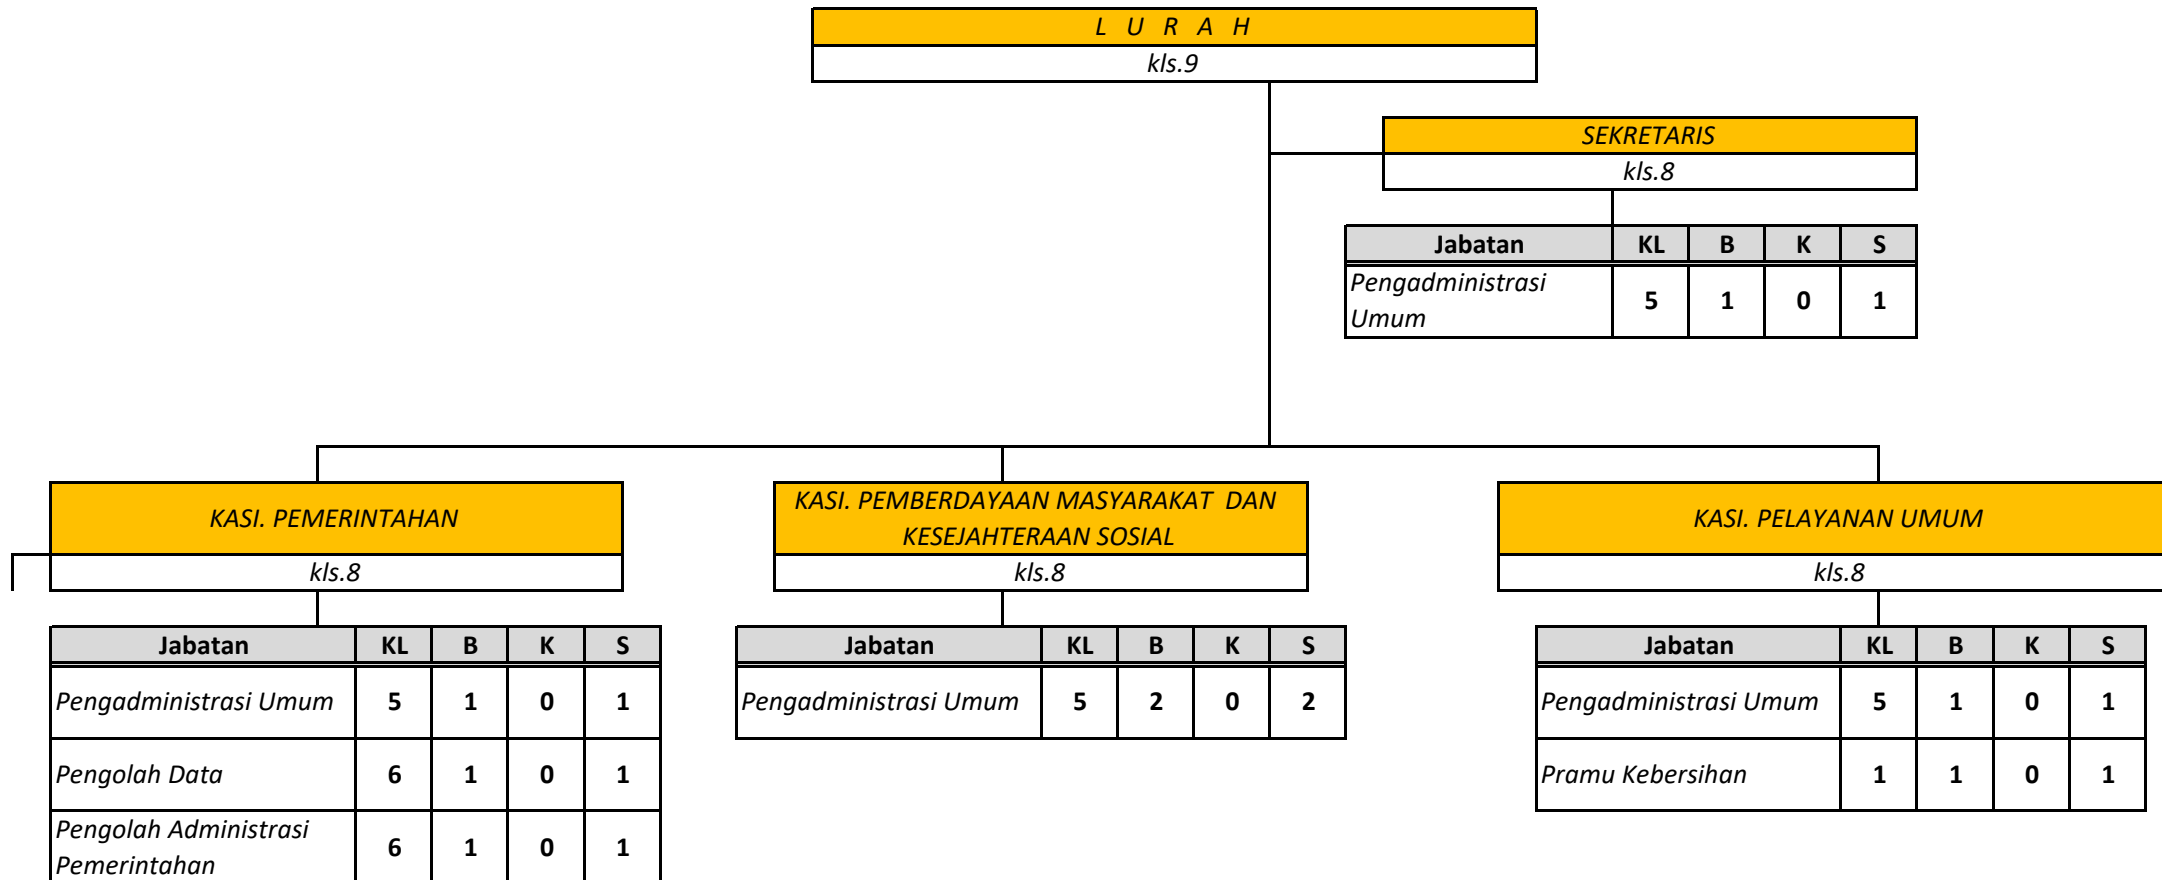 L U R A H
kls.9
SEKRETARIS
kls.8
Jabatan KL B K S
Pengadministrasi
Umum 5 1 0 1
KASI. PEMERINTAHAN
kls.8
Jabatan KL B K S
Pengadministrasi Umum 5 1 0 1
Pengolah Data 6 1 0 1
Pengolah Administrasi
Pemerintahan 6 1 0 1
KASI. PEMBERDAYAAN MASYARAKAT DAN
KESEJAHTERAAN SOSIAL
kls.8
Jabatan KL B K S
Pengadministrasi Umum 5 2 0 2
KASI. PELAYANAN UMUM
kls.8
Jabatan KL B K S
Pengadministrasi Umum 5 1 0 1
Pramu Kebersihan 1 1 0 1